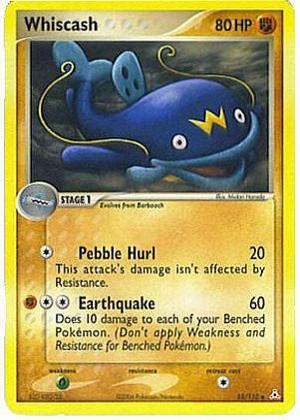 Whiscash 80 HP
Illus. Midori Harada
STAGE 1
Evolves from Barboach
Pebble Hurl 20
This attack's damage isn't affected by
Resistance.
Earthquake 60
Does 10 damage to each of your Benched
Pokémon. (Don't apply Weakness and
Resistance for Benched Pokémon.)
weakness resistance retreat cost
©2004 Pokémon/Nintendo